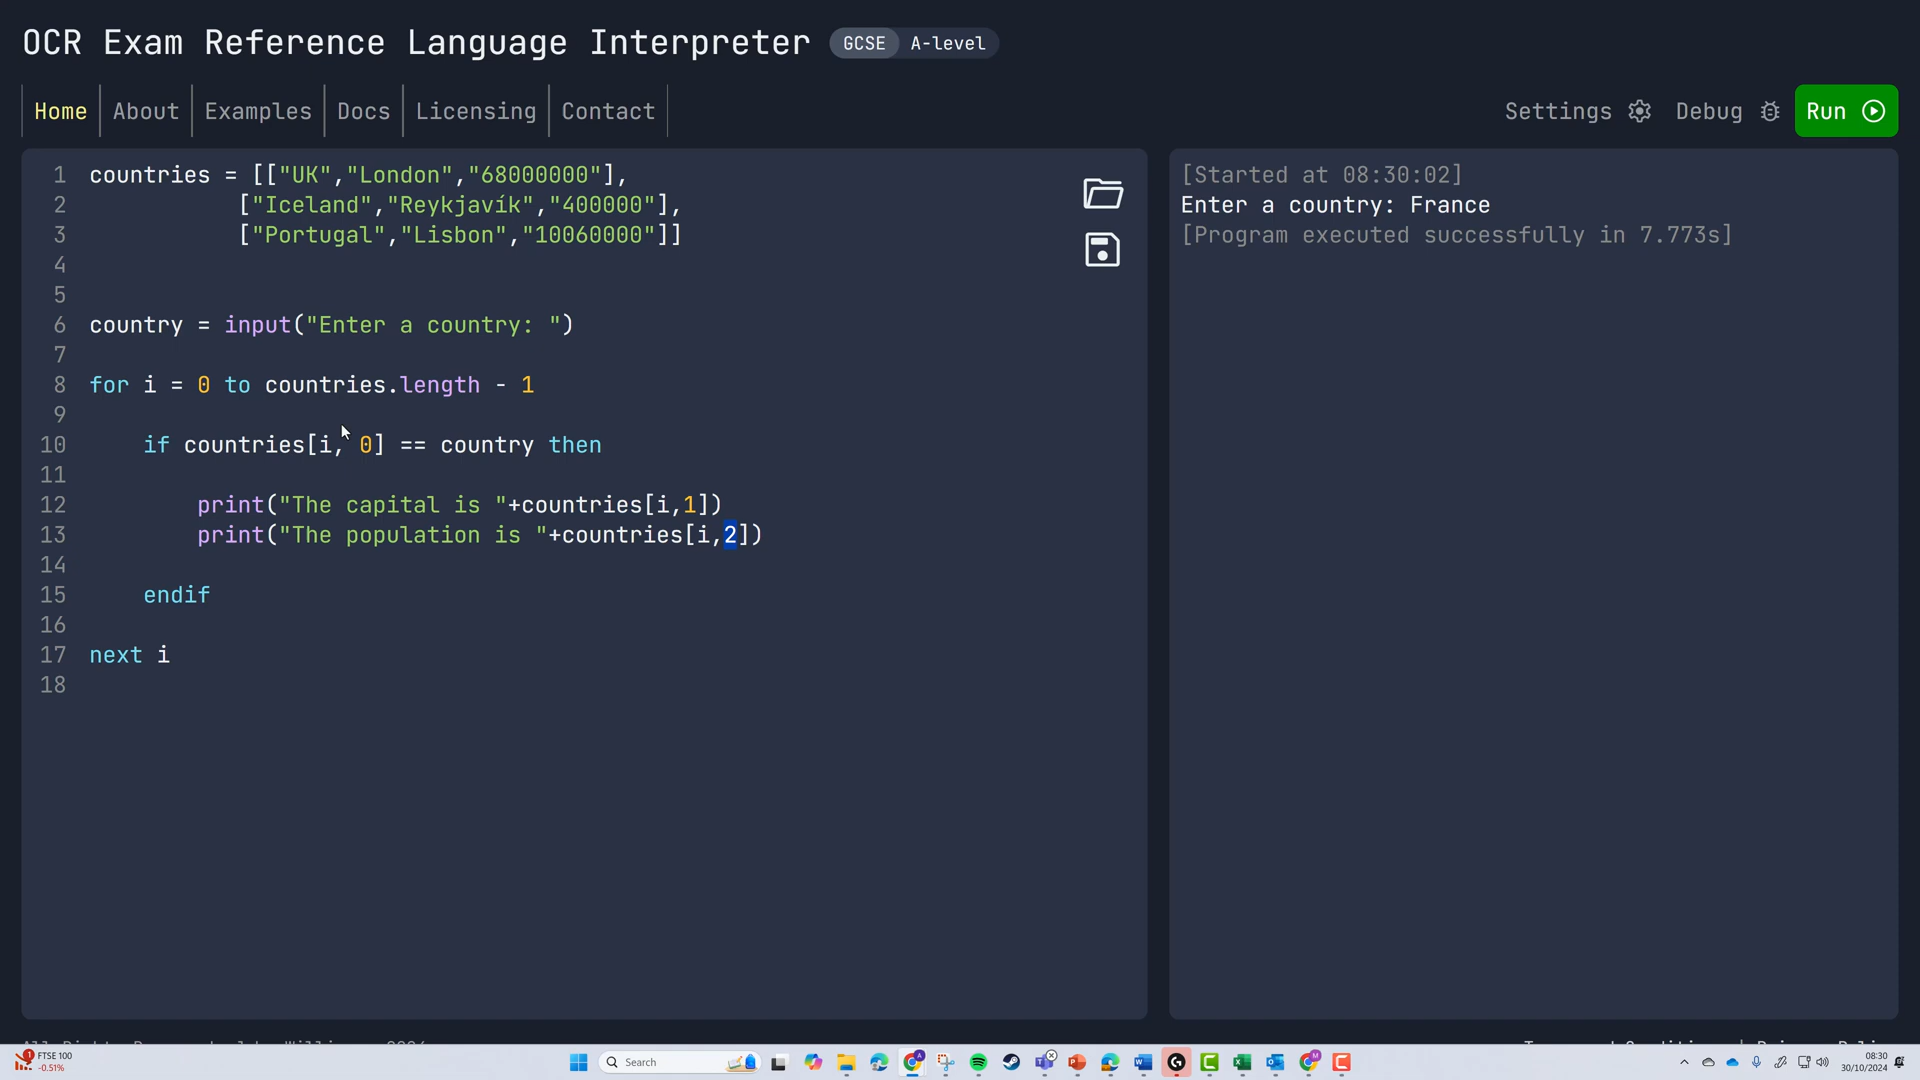 OCR Exam Reference Language Interpreter GCSE A-level
Home About Examples Docs Licensing Contact Settings Debug Run
1 countries = [["UK","London","68000000"],
2 ["Iceland","Reykjavík","400000"],
3 ["Portugal","Lisbon","10060000"]]
4
5
6 country = input("Enter a country: ")
7
8 for i = 0 to countries.length - 1
9
10 if countries[i, 0] == country then
11
12 print("The capital is "+countries[i,1])
13 print("The population is "+countries[i,2])
14
15 endif
16
17 next i
18
[Started at 08:30:02]
Enter a country: France
[Program executed successfully in 7.773s]
1 FTSE 100
-0.51%
Search
08:30
30/10/2024